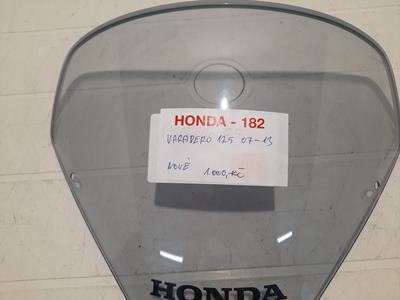 HONDA - 182
VARADERO 125 07-13
NOVÉ 1.000,KČ
HONDA